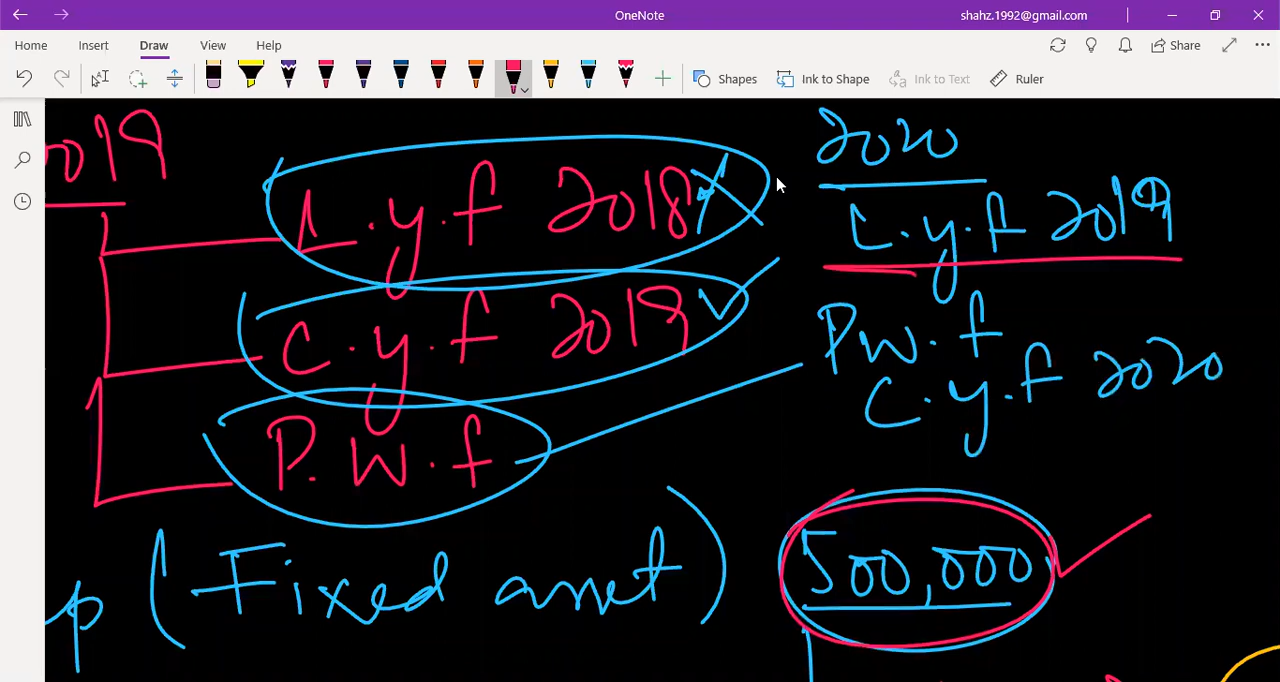 OneNote
shahz.1992@gmail.com
Home Insert Draw View Help
Share
Shapes
Ink to Shape
Ink to Text
Ruler
019
L.y.f 2018
C.y.f 2019
P.W.f
2020
L.y.f 2019
P.W.f
C.y.f 2020
p (Fixed asset)
500,000